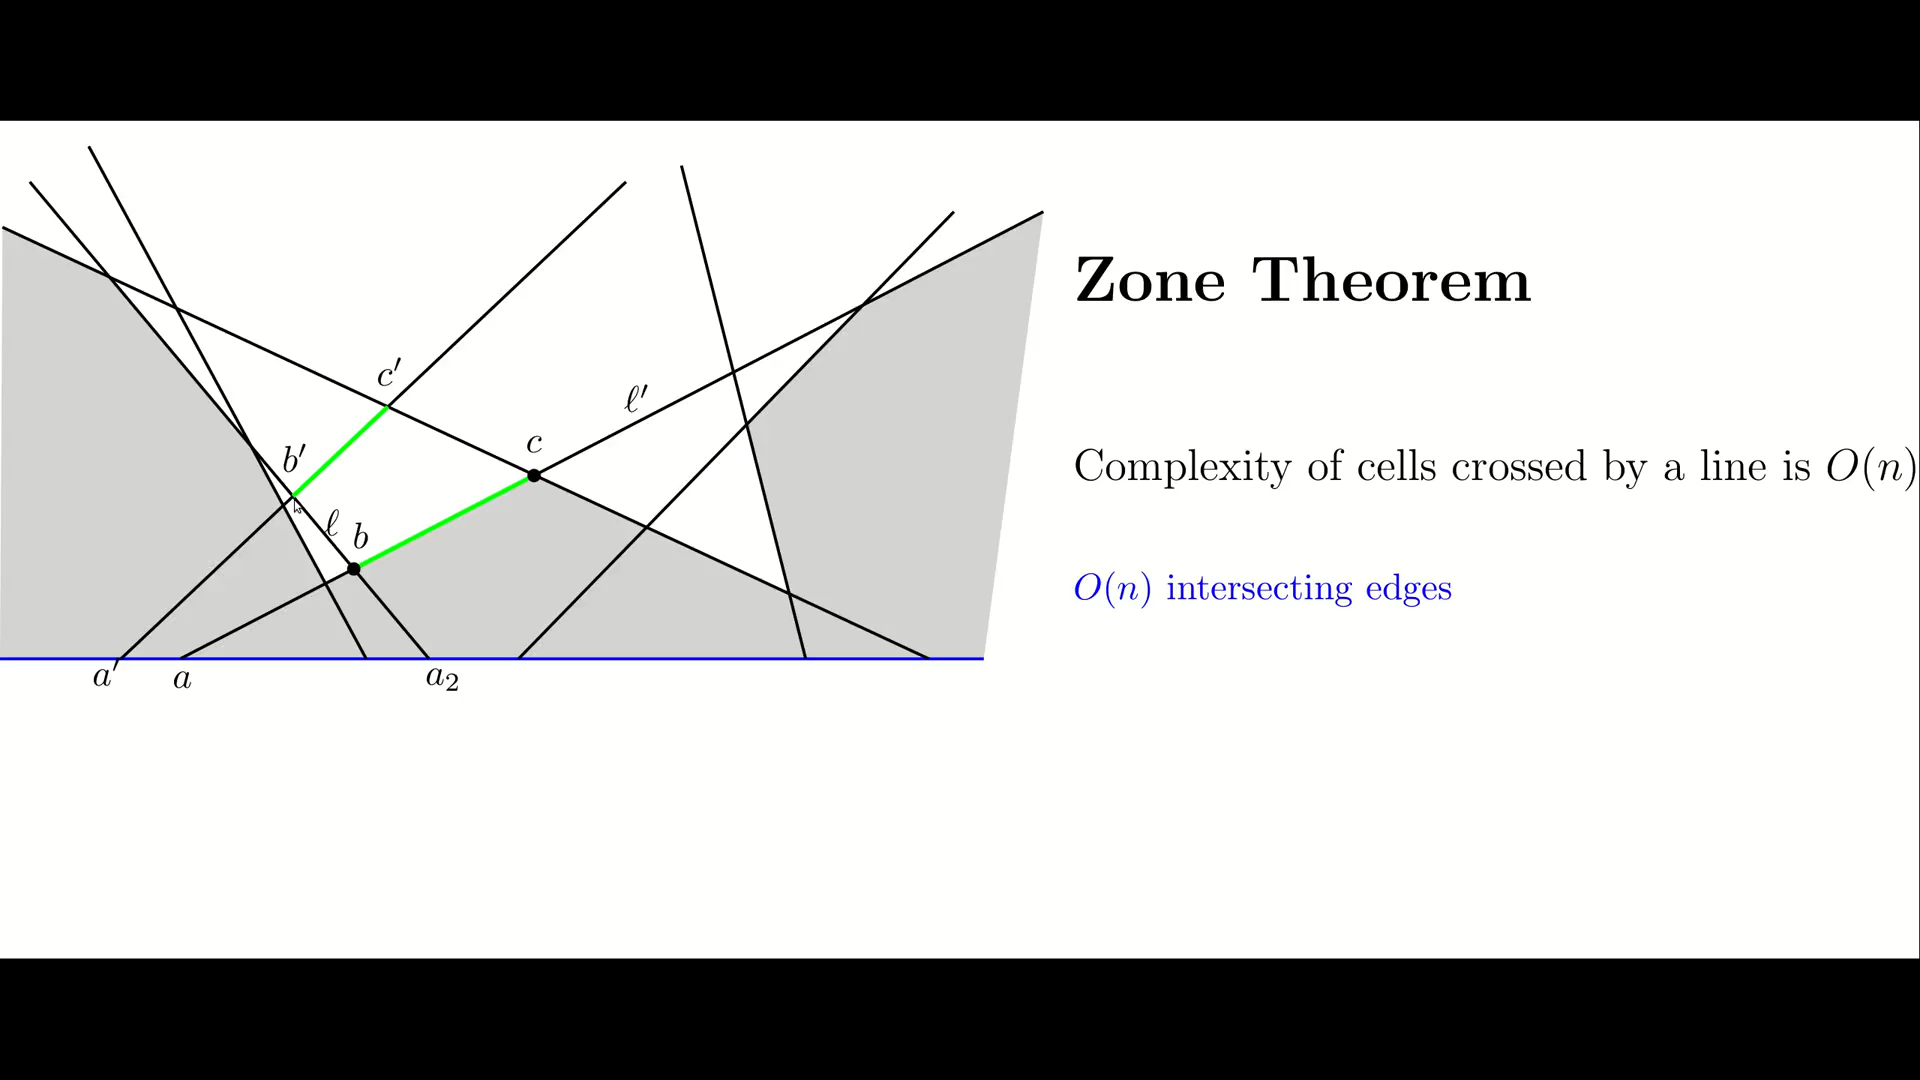 Zone Theorem
c′
ℓ′
c
b′
ℓ
b
Complexity of cells crossed by a line is O(n)
O(n) intersecting edges
a′ a a₂